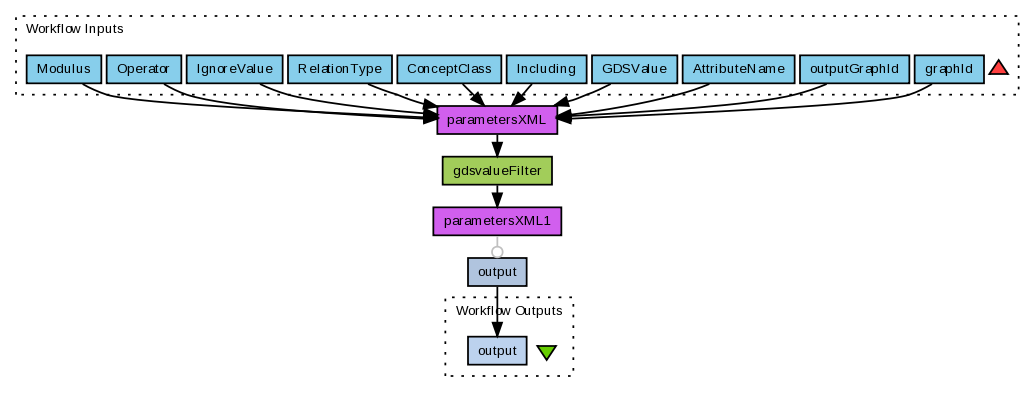 Workflow Inputs
Modulus Operator IgnoreValue RelationType ConceptClass Including GDSValue AttributeName outputGraphId graphId
parametersXML
gdsvalueFilter
parametersXML1
output
Workflow Outputs
output